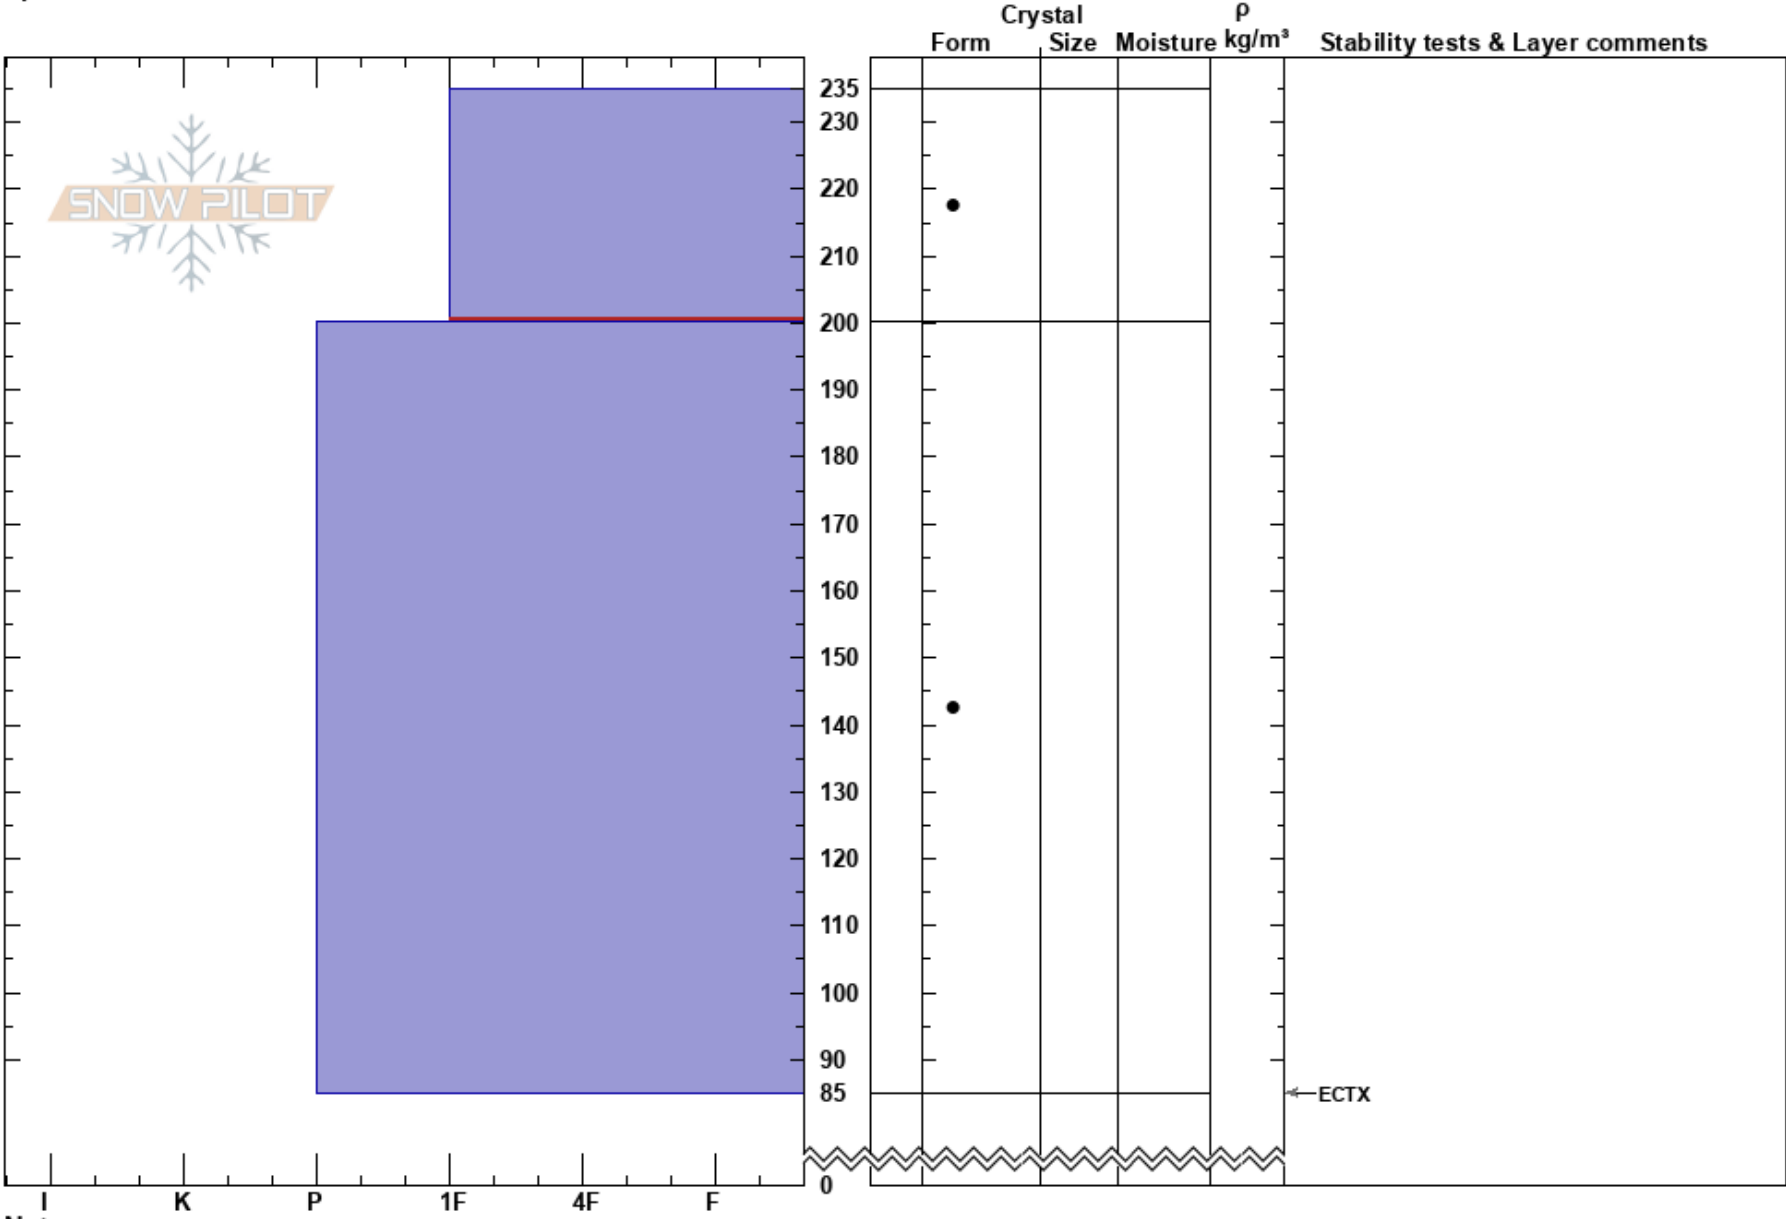 Crystal
ρ
Form
Size
Moisture
kg/m³
Stability tests & Layer comments
235
230
220
SNOW PILOT
210
200
190
180
170
160
150
140
130
120
110
100
90
85
ECTX
0
I K P 1F 4F F